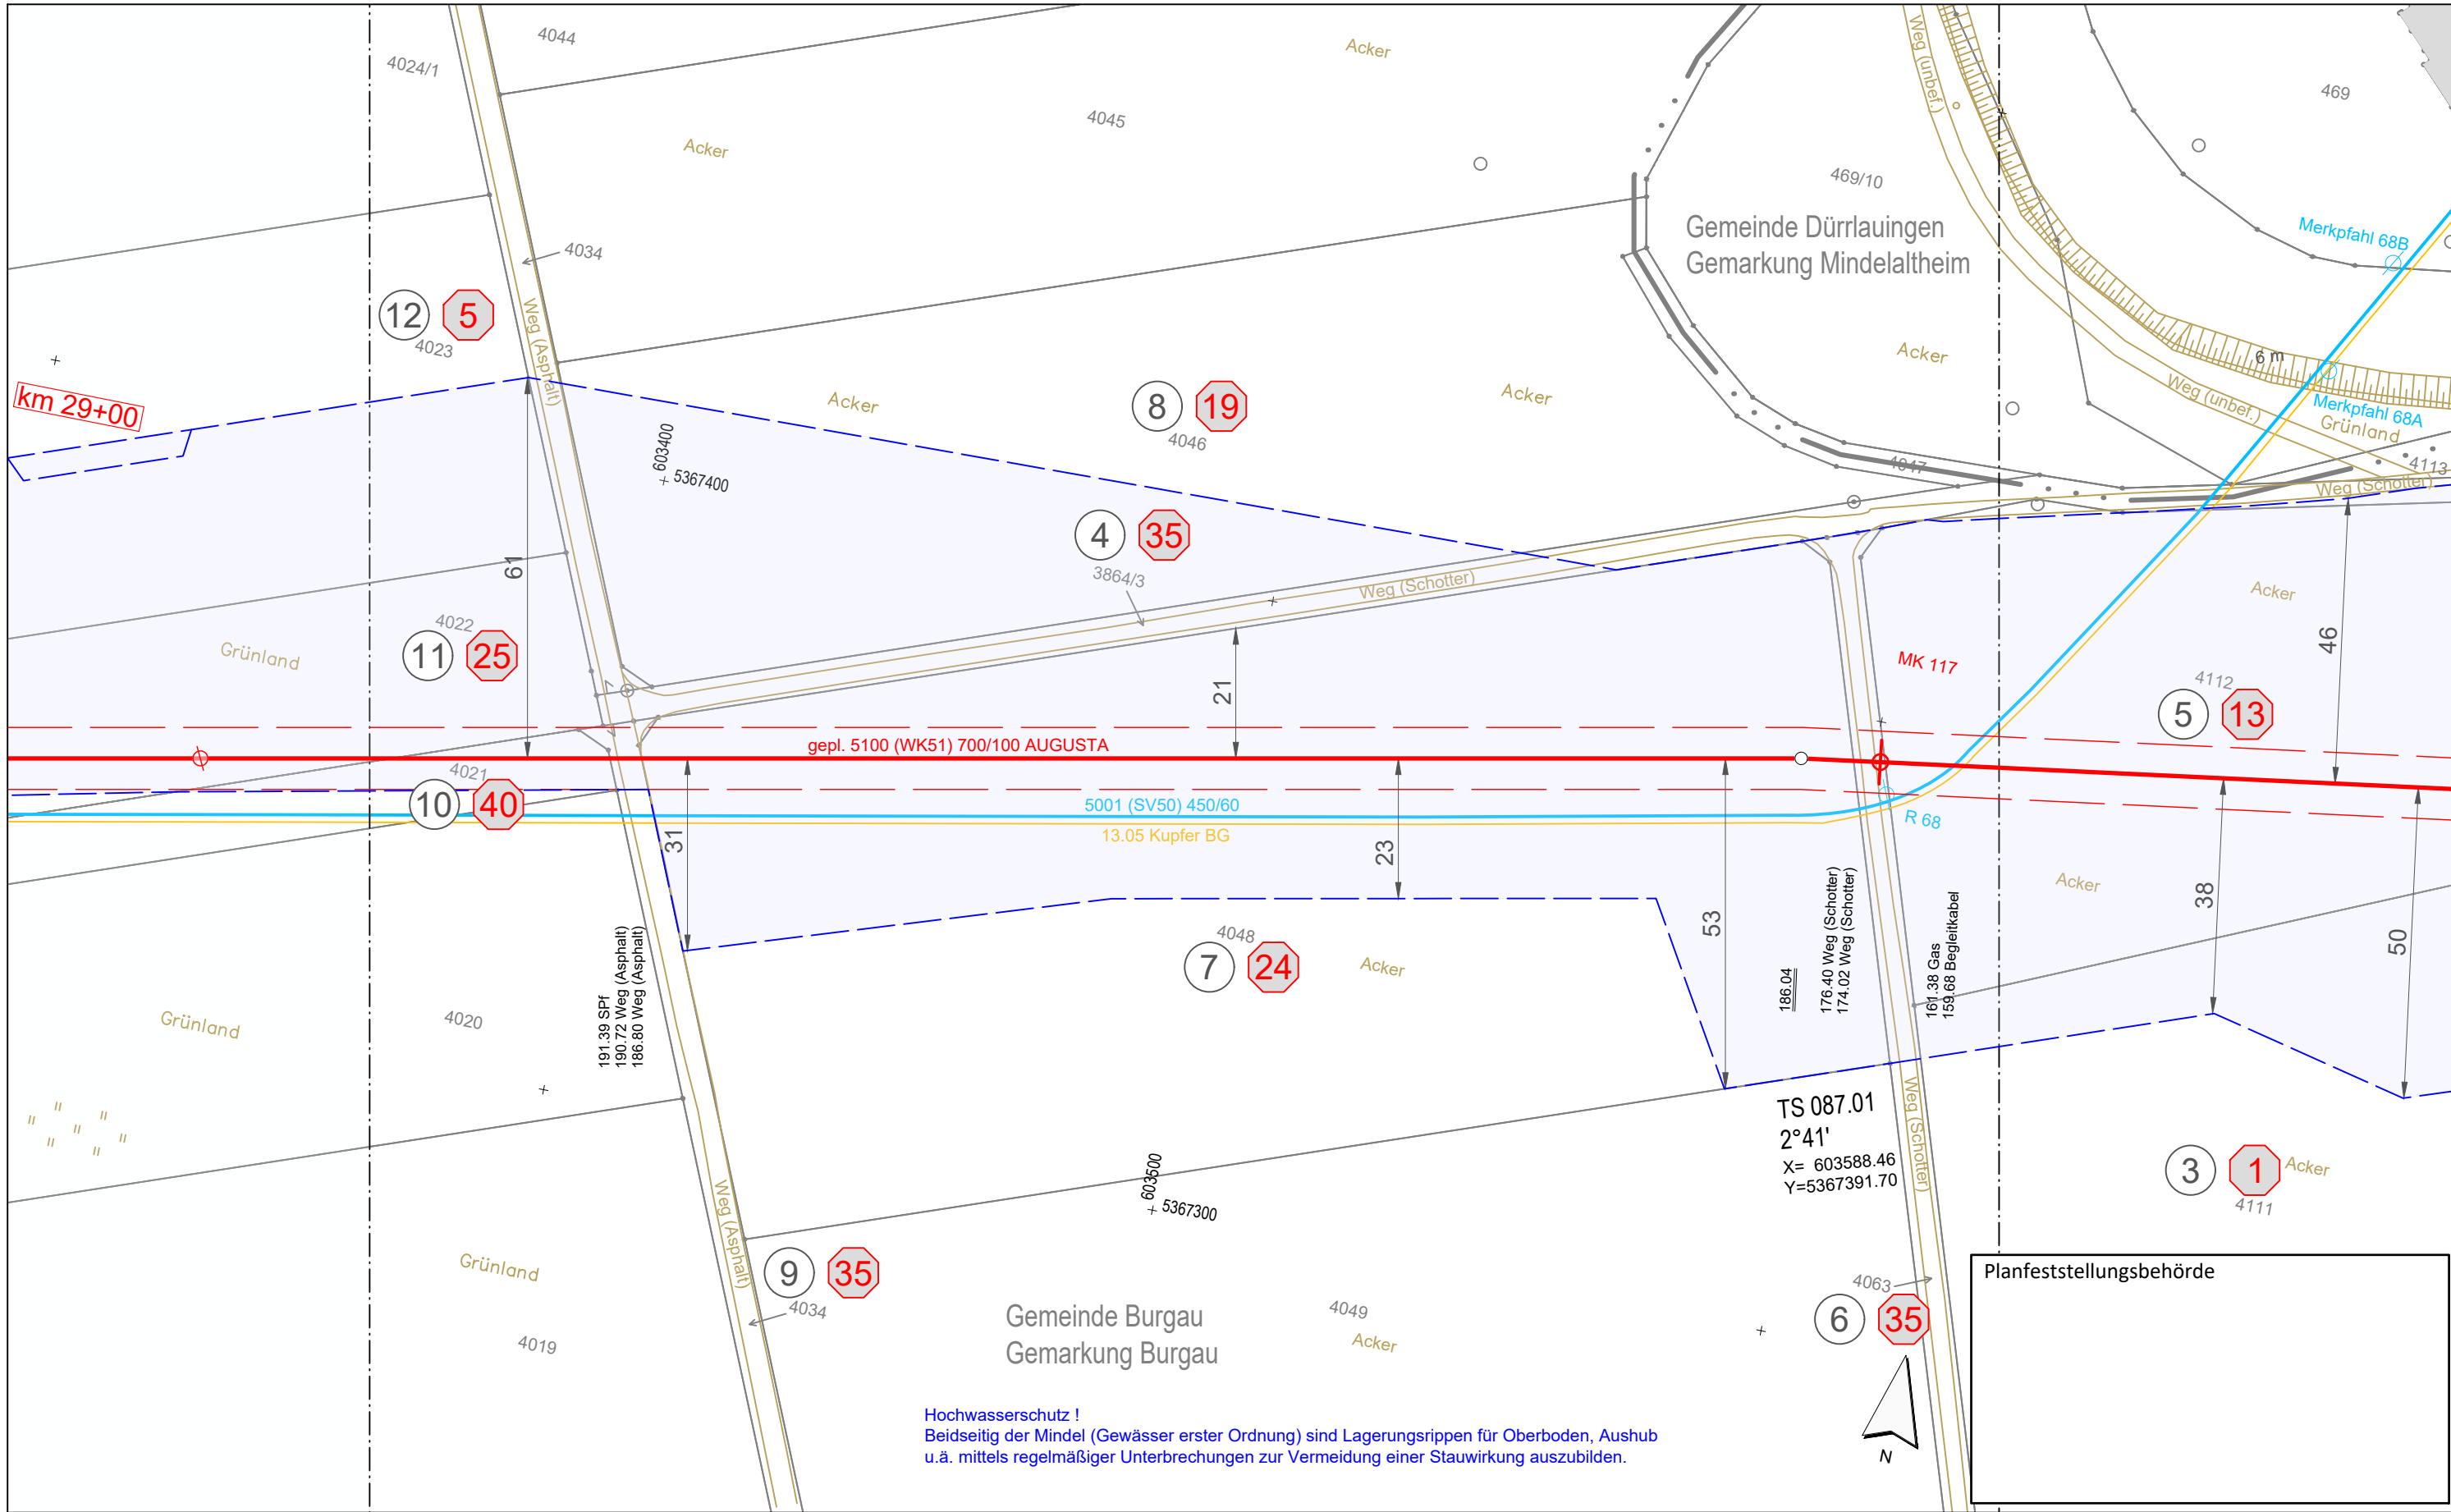 4044
4024/1
Acker
Weg (unbef.)
469
4045
Acker
469/10
Gemeinde Dürrlauingen
Gemarkung Mindelaltheim
Merkpfahl 68B
4034
12
5
4023
Weg (Asphalt)
km 29+00
Acker
8
19
4046
Acker
Acker
6 m
Weg (unbef.)
Merkpfahl 68A
Grünland
4047
4113
Weg (Schotter)
603400
5367400
4
35
3864/3
Weg (Schotter)
61
Acker
46
4022
Grünland
11
25
21
MK 117
4112
5
13
gepl. 5100 (WK51) 700/100 AUGUSTA
4021
10
40
5001 (SV50) 450/60
13.05 Kupfer BG
R 68
31
23
53
Acker
38
50
4048
7
24
Acker
191.39 SPf
190.72 Weg (Asphalt)
186.80 Weg (Asphalt)
186.04
176.40 Weg (Schotter)
174.02 Weg (Schotter)
161.38 Gas
159.68 Begleitkabel
Grünland
4020
TS 087.01
2°41'
X= 603588.46
Y=5367391.70
Weg (Schotter)
603500
5367300
3
1
Acker
4111
Weg (Asphalt)
Grünland
9
35
4034
4019
Gemeinde Burgau
Gemarkung Burgau
4049
Acker
4063
6
35
Planfeststellungsbehörde
N
Hochwasserschutz !
Beidseitig der Mindel (Gewässer erster Ordnung) sind Lagerungsrippen für Oberboden, Aushub
u.ä. mittels regelmäßiger Unterbrechungen zur Vermeidung einer Stauwirkung auszubilden.